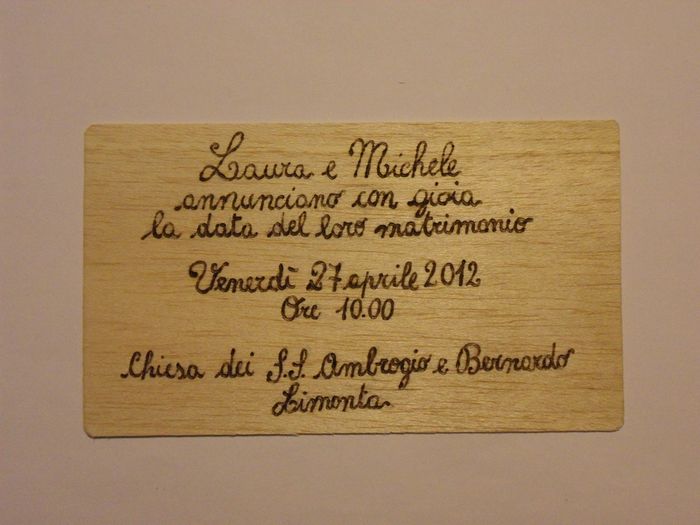 Laura e Michele
annunciano con gioia
la data del loro matrimonio
Venerdì 27 aprile 2012
Ore 10.00
Chiesa dei S.S. Ambrogio e Bernardo
Limonta